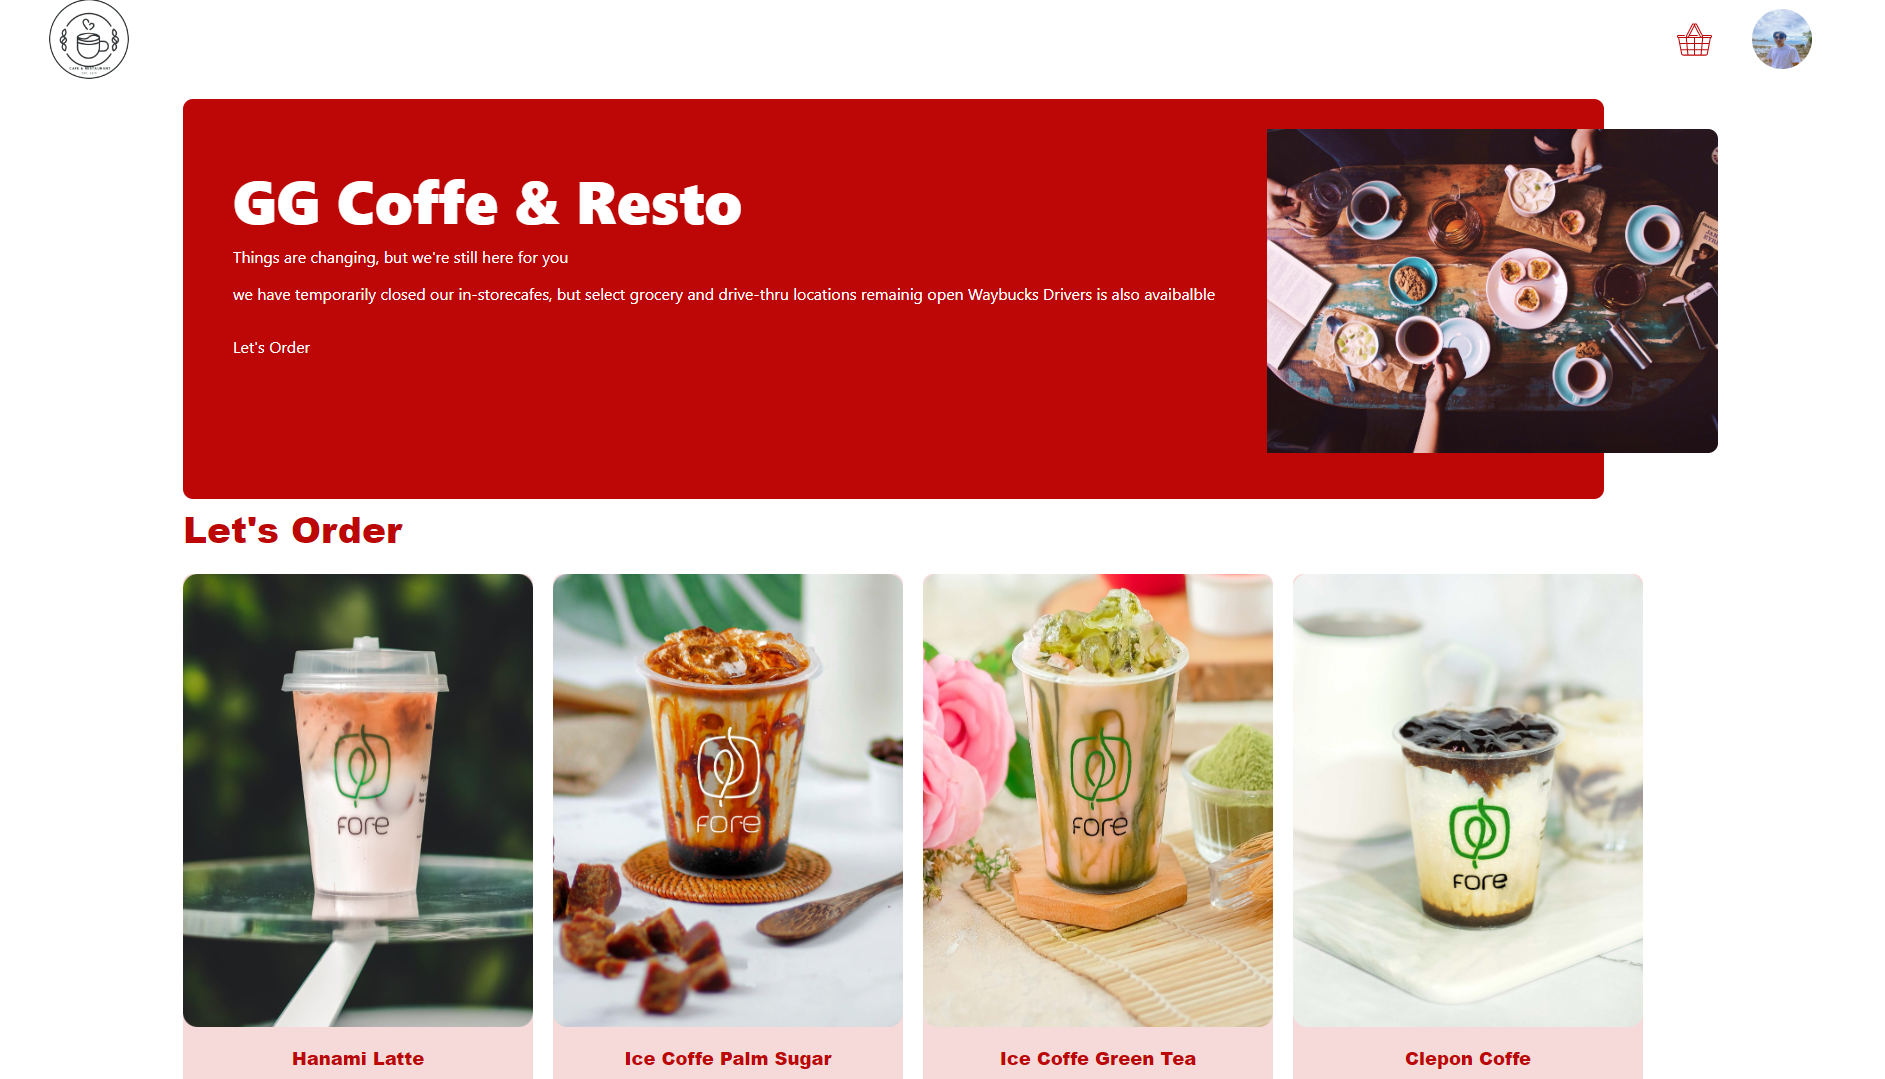 CAFE & RESTAURANT
GG Coffe & Resto
Things are changing, but we're still here for you
we have temporarily closed our in-storecafes, but select grocery and drive-thru locations remainig open Waybucks Drivers is also avaibalble
Let's Order
Let's Order
FORE
FORE
FORE
FORE
Hanami Latte
Ice Coffe Palm Sugar
Ice Coffe Green Tea
Clepon Coffe